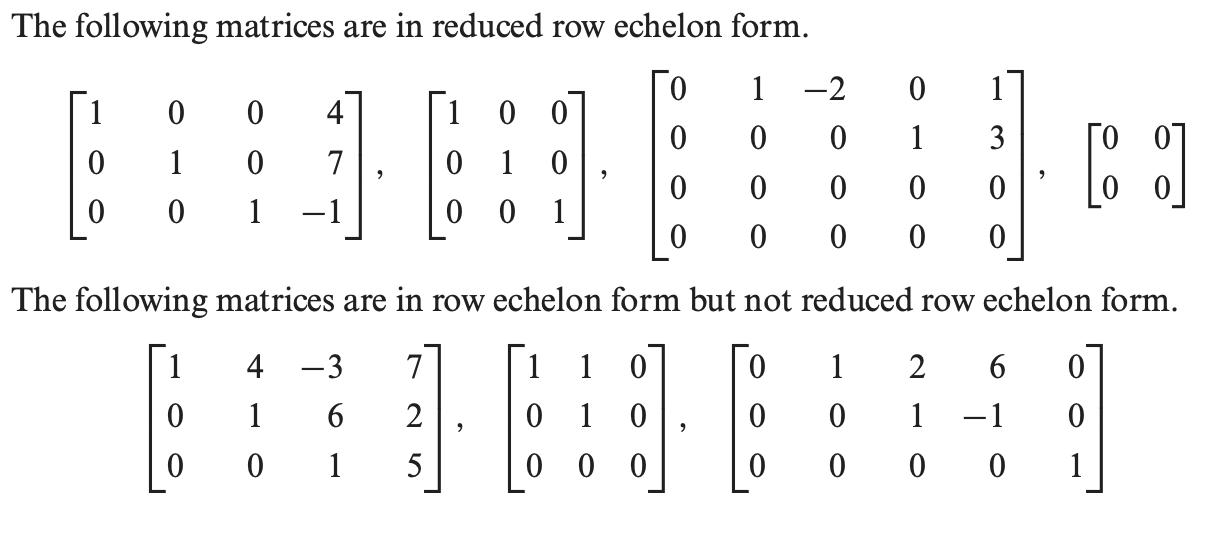 The following matrices are in reduced row echelon form.
[1 0 0 4], [1 0 0], [0 1 −2 0 1], [0 0]
[0 1 0 7] [0 1 0] [0 0 0 1 3] [0 0]
[0 0 1 −1] [0 0 1] [0 0 0 0 0]
[0 0 0 0 0]
The following matrices are in row echelon form but not reduced row echelon form.
[1 4 −3 7], [1 1 0], [0 1 2 6 0]
[0 1 6 2] [0 1 0] [0 0 1 −1 0]
[0 0 1 5] [0 0 0] [0 0 0 0 1]